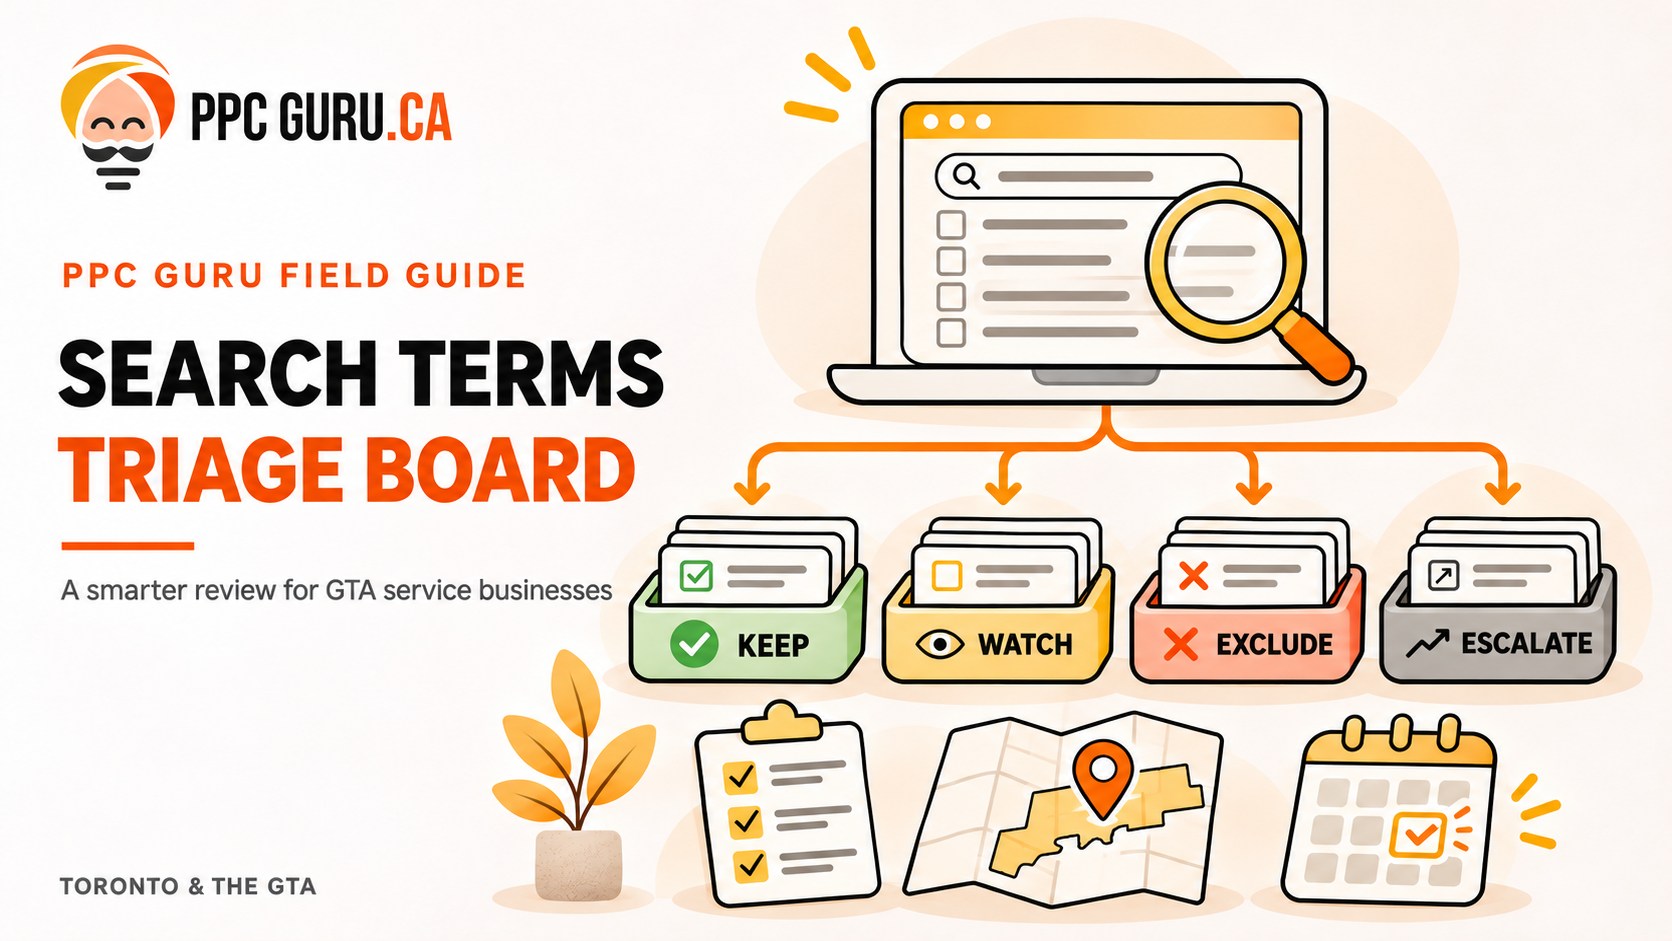 PPC GURU.CA
PPC GURU FIELD GUIDE
SEARCH TERMS
TRIAGE BOARD
A smarter review for GTA service businesses
KEEP
WATCH
EXCLUDE
ESCALATE
TORONTO & THE GTA